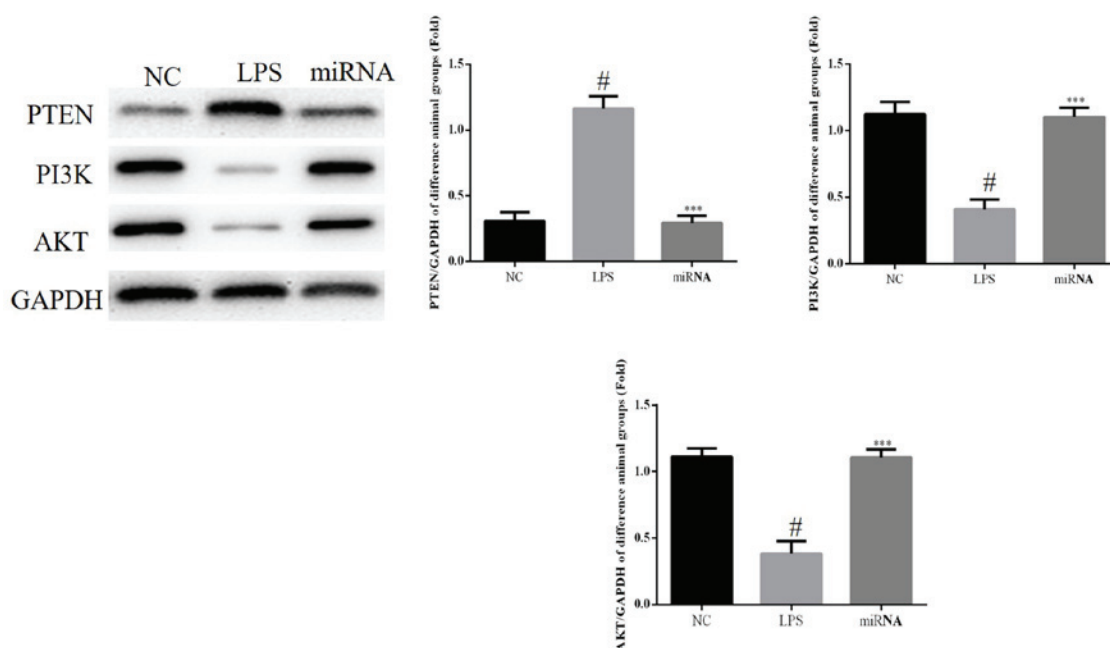 NC LPS miRNA
PTEN
PI3K
AKT
GAPDH
PTEN/GAPDH of difference animal groups (Fold)
1.5
1.0
0.5
0.0
#
***
NC LPS miRNA
PI3K/GAPDH of difference animal groups (Fold)
1.5
1.0
0.5
0.0
#
***
NC LPS miRNA
AKT/GAPDH of difference animal groups (Fold)
1.5
1.0
0.5
0.0
#
***
NC LPS miRNA